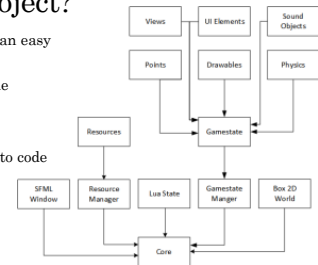 oject?
an easy
e
to code
Views
UI Elements
Sound
Objects
Points
Drawables
Physics
Resources
Gamestate
SFML
Window
Resource
Manager
Lua State
Gamestate
Manger
Box 2D
World
Core